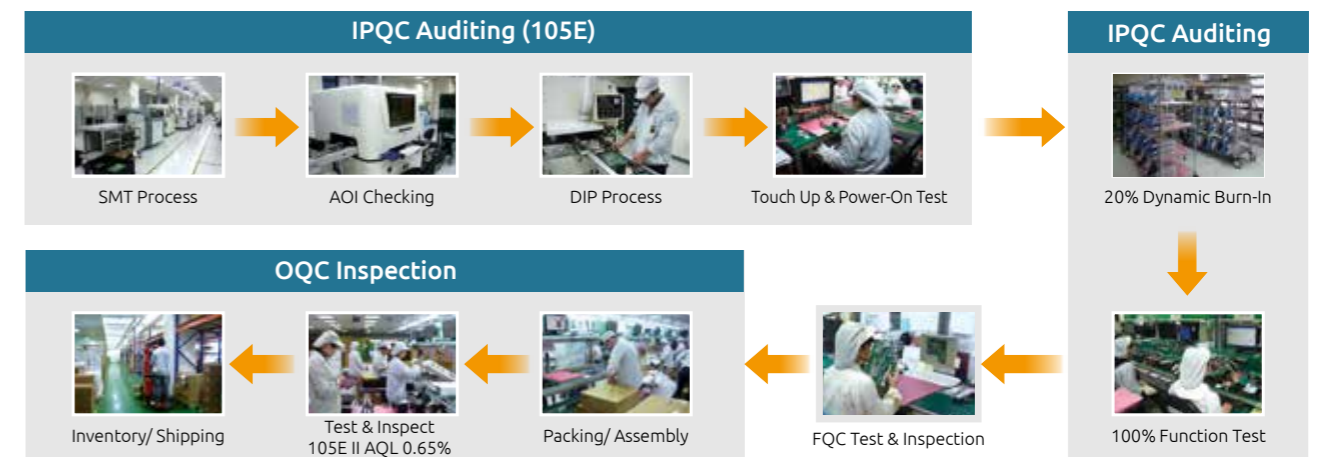 IPQC Auditing (105E)
SMT Process
AOI Checking
DIP Process
Touch Up & Power-On Test
IPQC Auditing
20% Dynamic Burn-In
100% Function Test
FQC Test & Inspection
OQC Inspection
Packing/ Assembly
Test & Inspect
105E II AQL 0.65%
Inventory/ Shipping